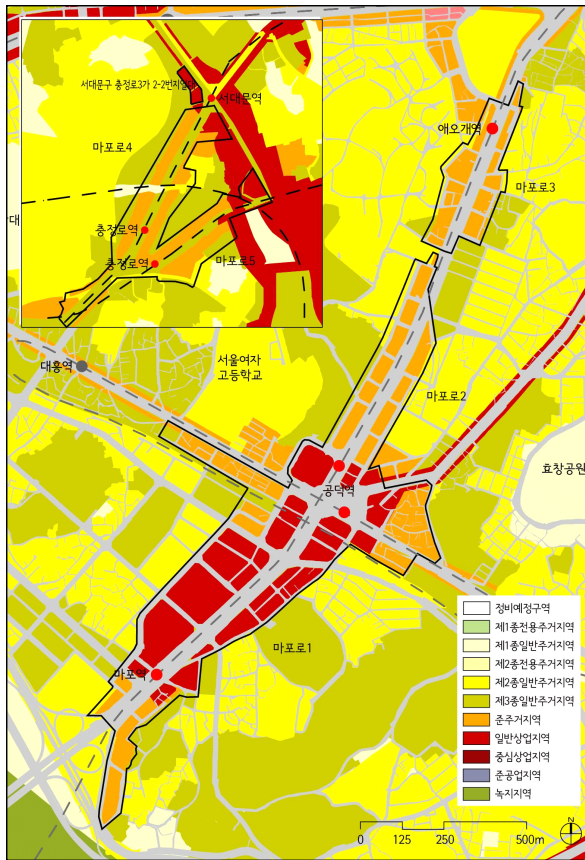 서대문구 충정로3가 2-2번지일대
서대문역
마포로4
충정로역
충정로역
마포로5
애오개역
마포로3
대
대흥역
서울여자
고등학교
마포로2
효창공원
공덕역
마포로1
마포역
정비예정구역
제1종전용주거지역
제1종일반주거지역
제2종전용주거지역
제2종일반주거지역
제3종일반주거지역
준주거지역
일반상업지역
중심상업지역
준공업지역
녹지지역
0 125 250 500m
N